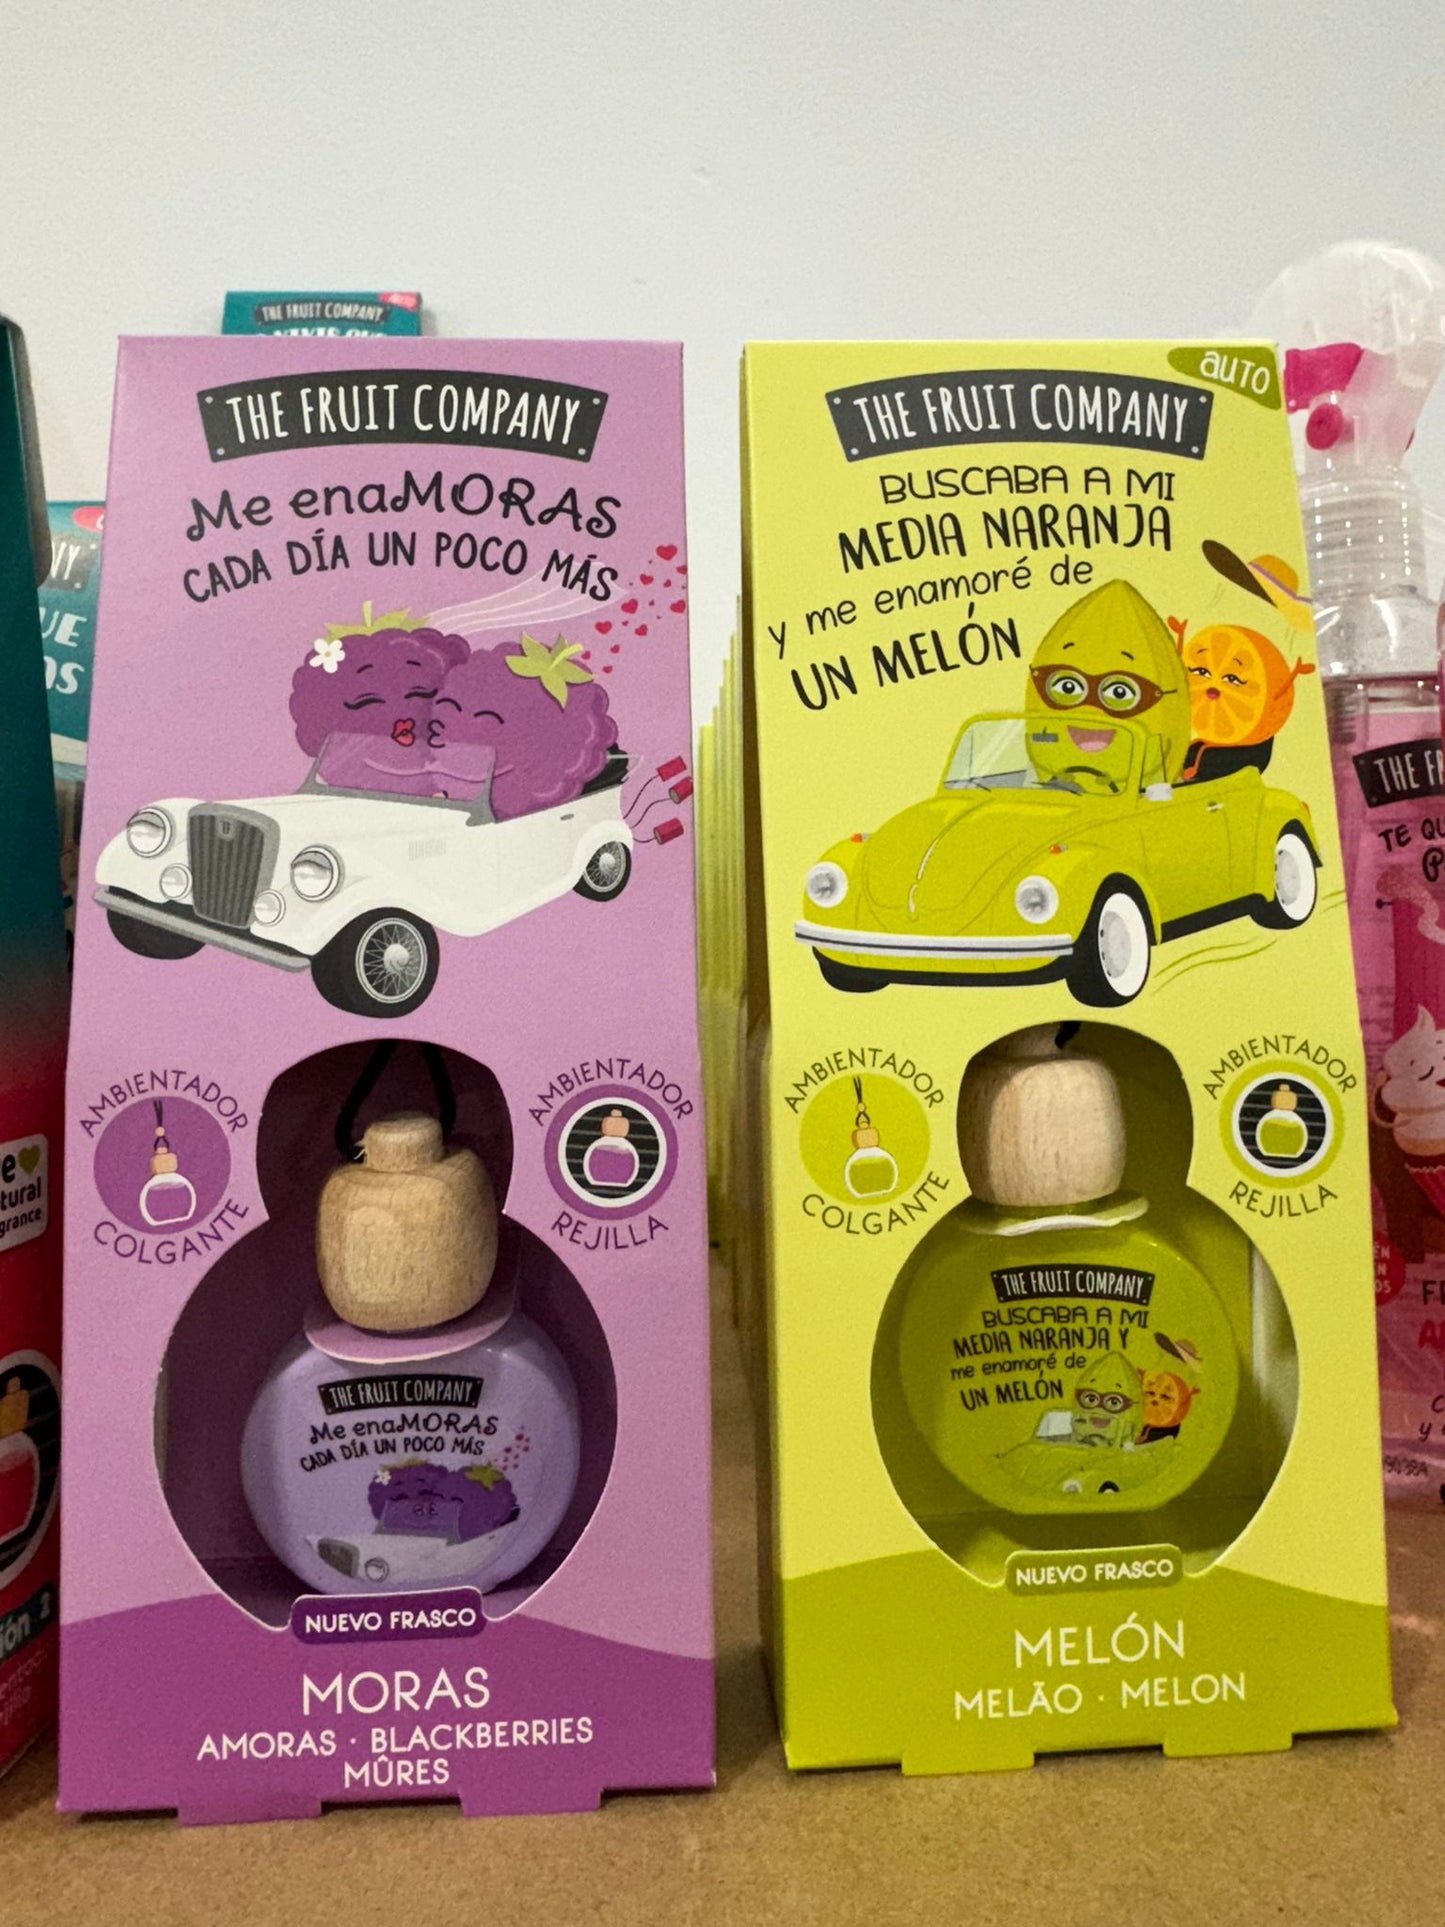 THE FRUIT COMPANY
THE FRUIT COMPANY
Me enaMORAS
CADA DÍA UN POCO MÁS
AMBIENTADOR
COLGANTE
AMBIENTADOR
REJILLA
THE FRUIT COMPANY
Me enaMORAS
CADA DÍA UN POCO MÁS
NUEVO FRASCO
MORAS
AMORAS · BLACKBERRIES
MÛRES
AUTO
THE FRUIT COMPANY
BUSCABA A MI
MEDIA NARANJA
y me enamoré de
UN MELÓN
AMBIENTADOR
COLGANTE
AMBIENTADOR
REJILLA
THE FRUIT COMPANY
BUSCABA A MI
MEDIA NARANJA Y
me enamoré de
UN MELÓN
NUEVO FRASCO
MELÓN
MELÃO · MELON
THE
TE